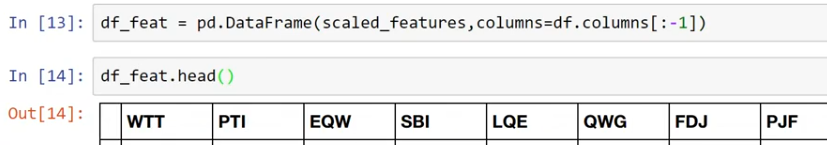 In [13]: df_feat = pd.DataFrame(scaled_features,columns=df.columns[:-1])
In [14]: df_feat.head()
Out[14]: WTT PTI EQW SBI LQE QWG FDJ PJF